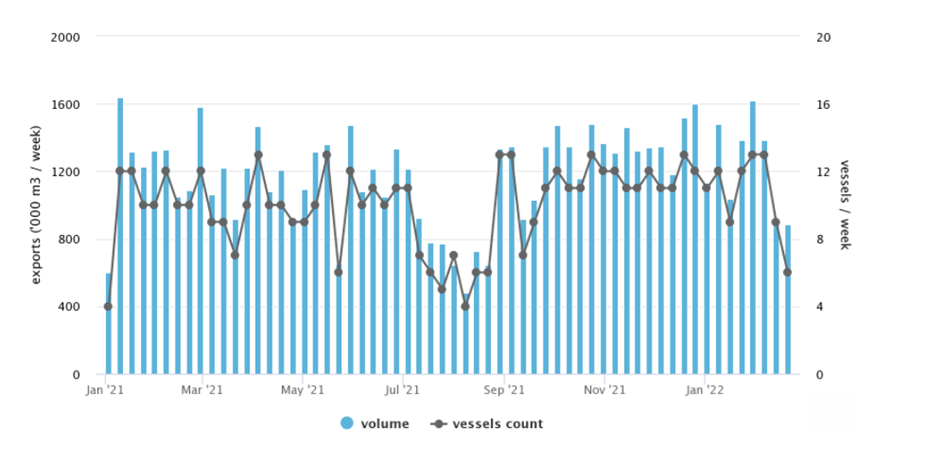 2000
20
1600
16
1200
12
800
8
400
4
0
0
exports ('000 m3 / week)
vessels / week
Jan '21
Mar '21
May '21
Jul '21
Sep '21
Nov '21
Jan '22
volume
vessels count